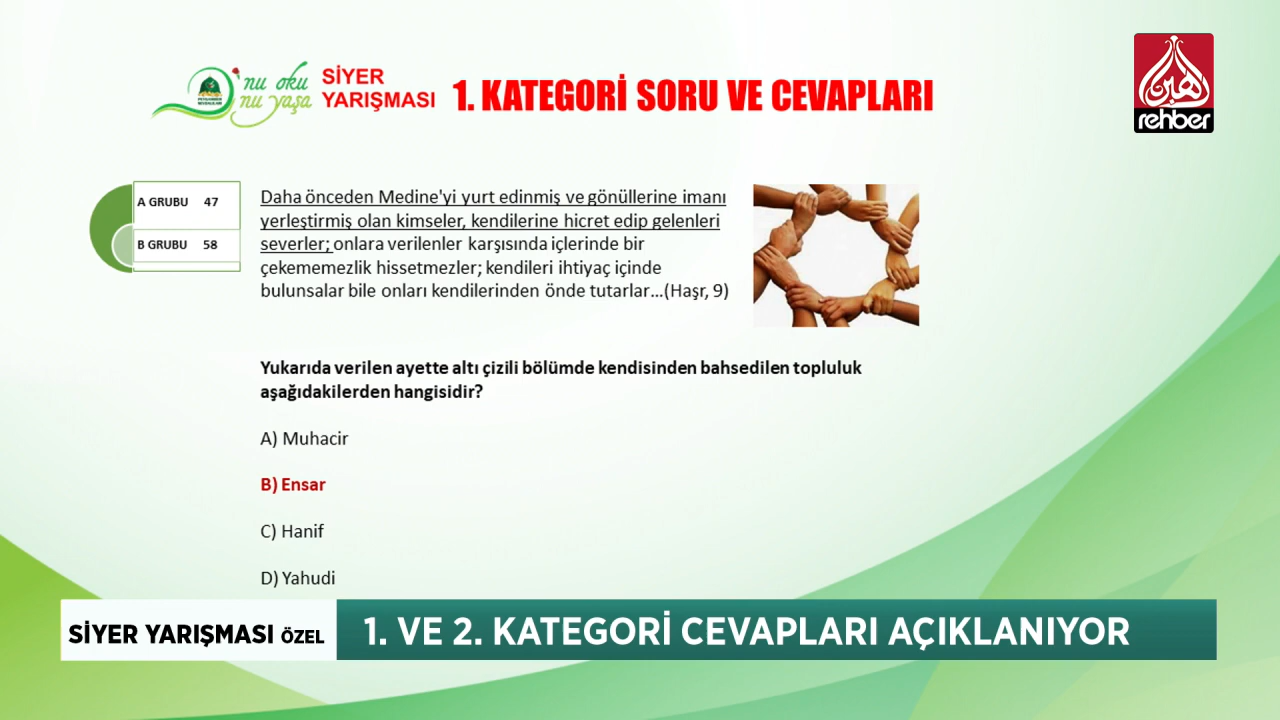 O'nu oku
O'nu yaşa
PEYGAMBER
SEVDALILARI
SİYER
YARIŞMASI
1. KATEGORİ SORU VE CEVAPLARI
رهبر
rehber
A GRUBU 47
B GRUBU 58
Daha önceden Medine'yi yurt edinmiş ve gönüllerine imanı
yerleştirmiş olan kimseler, kendilerine hicret edip gelenleri
severler; onlara verilenler karşısında içlerinde bir
çekememezlik hissetmezler; kendileri ihtiyaç içinde
bulunsalar bile onları kendilerinden önde tutarlar...(Haşr, 9)
Yukarıda verilen ayette altı çizili bölümde kendisinden bahsedilen topluluk
aşağıdakilerden hangisidir?
A) Muhacir
B) Ensar
C) Hanif
D) Yahudi
SİYER YARIŞMASI ÖZEL
1. VE 2. KATEGORİ CEVAPLARI AÇIKLANIYOR